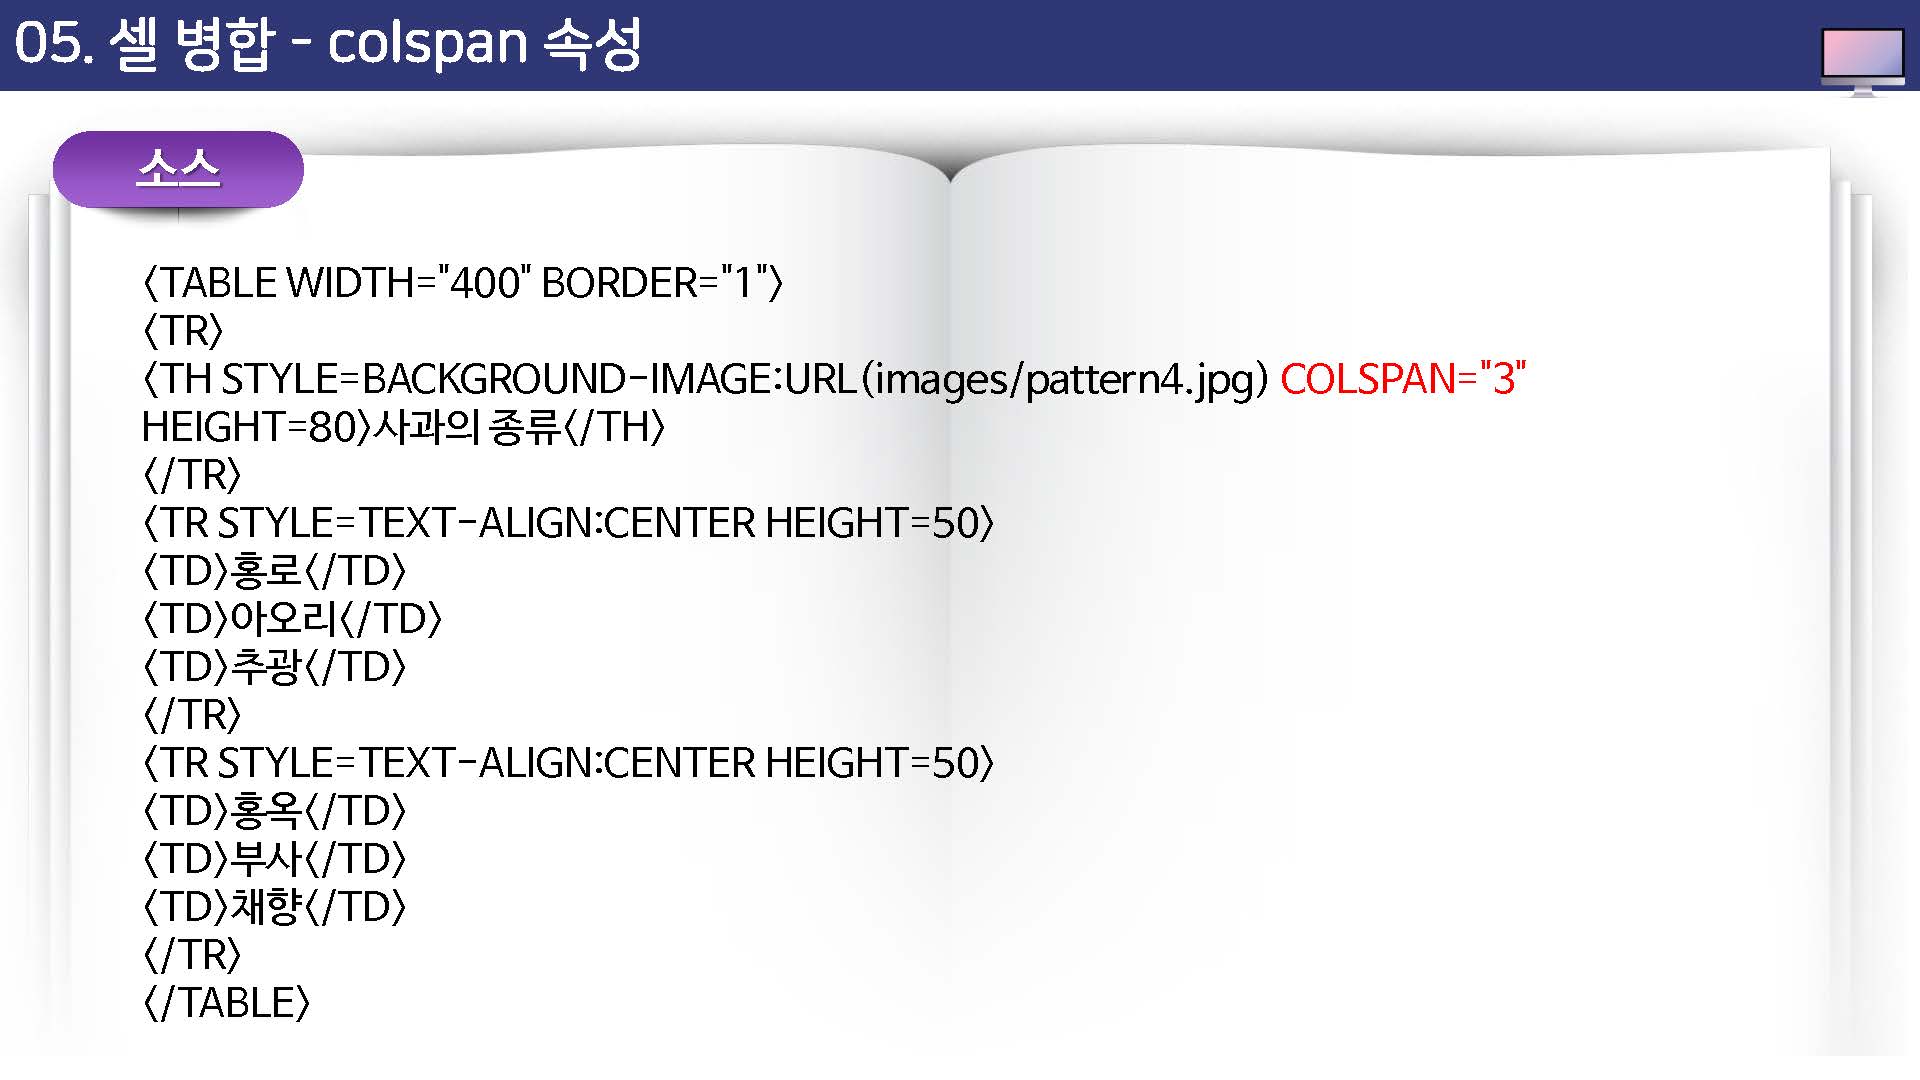 05. 셀 병합 - colspan 속성
소스
<TABLE WIDTH="400" BORDER="1">
<TR>
<TH STYLE=BACKGROUND-IMAGE:URL(images/pattern4.jpg) COLSPAN="3"
HEIGHT=80>사과의 종류</TH>
</TR>
<TR STYLE=TEXT-ALIGN:CENTER HEIGHT=50>
<TD>홍로</TD>
<TD>아오리</TD>
<TD>추광</TD>
</TR>
<TR STYLE=TEXT-ALIGN:CENTER HEIGHT=50>
<TD>홍옥</TD>
<TD>부사</TD>
<TD>채향</TD>
</TR>
</TABLE>